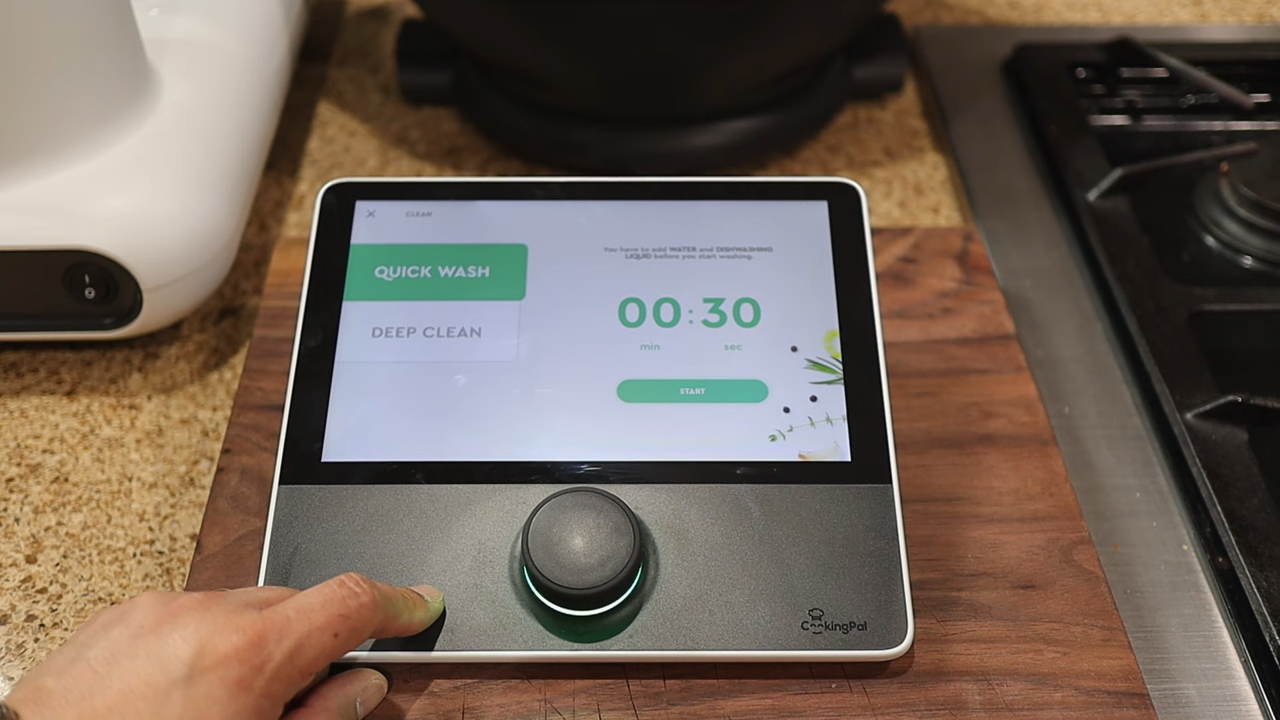 CLEAN
QUICK WASH
DEEP CLEAN
You have to add WATER and DISHWASHING
LIQUID before you start washing.
00:30
min sec
START
CookingPal